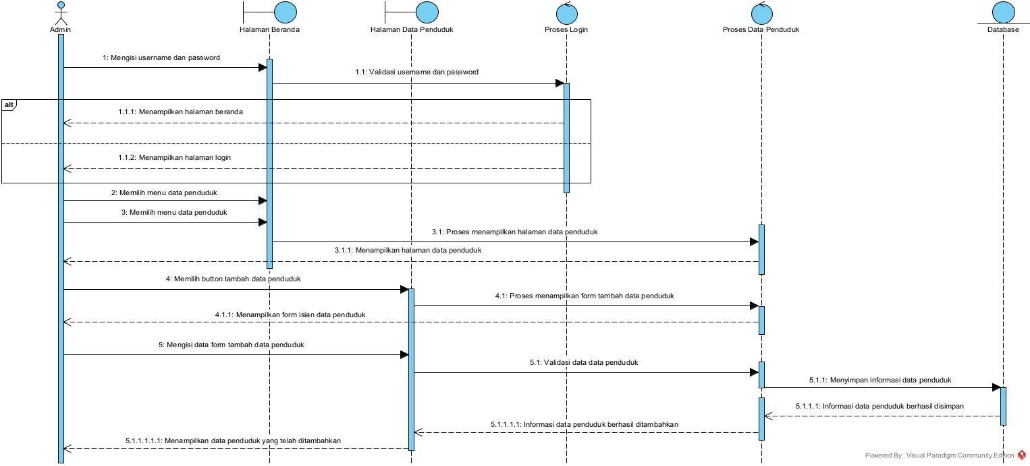 Admin
Halaman Beranda
Halaman Data Penduduk
Proses Login
Proses Data Penduduk
Database
1: Mengisi username dan password
1.1: Validasi username dan password
alt
1.1.1: Menampilkan halaman beranda
1.1.2: Menampilkan halaman login
2: Memilih menu data penduduk
3: Memilih menu data penduduk
3.1: Proses menampilkan halaman data penduduk
3.1.1: Menampilkan halaman data penduduk
4: Memilih button tambah data penduduk
4.1: Proses menampilkan form tambah data penduduk
4.1.1: Menampilkan form isian data penduduk
5: Mengisi data form tambah data penduduk
5.1: Validasi data data penduduk
5.1.1: Menyimpan informasi data penduduk
5.1.1.1: Informasi data penduduk berhasil disimpan
5.1.1.1.1: Informasi data penduduk berhasil ditambahkan
5.1.1.1.1.1: Menampilkan data penduduk yang telah ditambahkan
Powered By: Visual Paradigm Community Edition